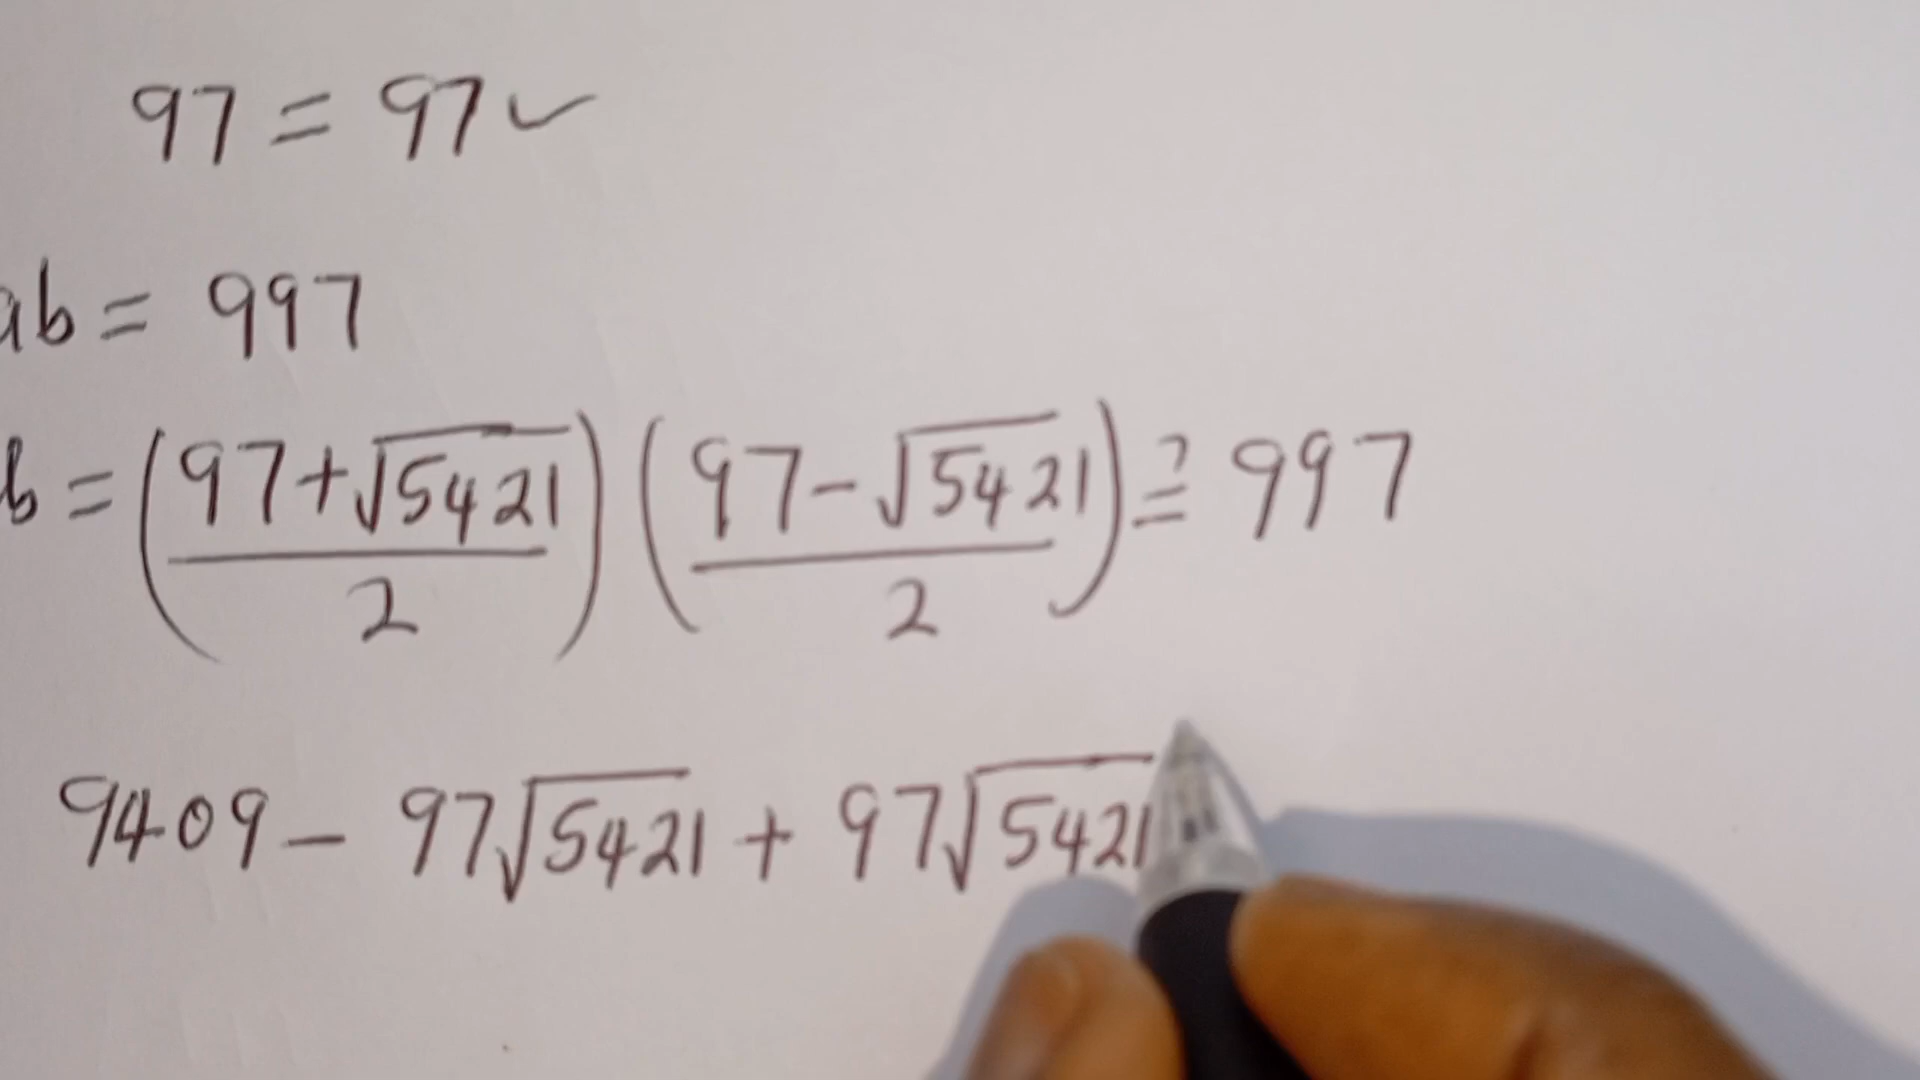 97 = 97 ✓
ab = 997
b = (97+√5421/2) (97-√5421/2) ≟ 997
9409 - 97√5421 + 97√5421